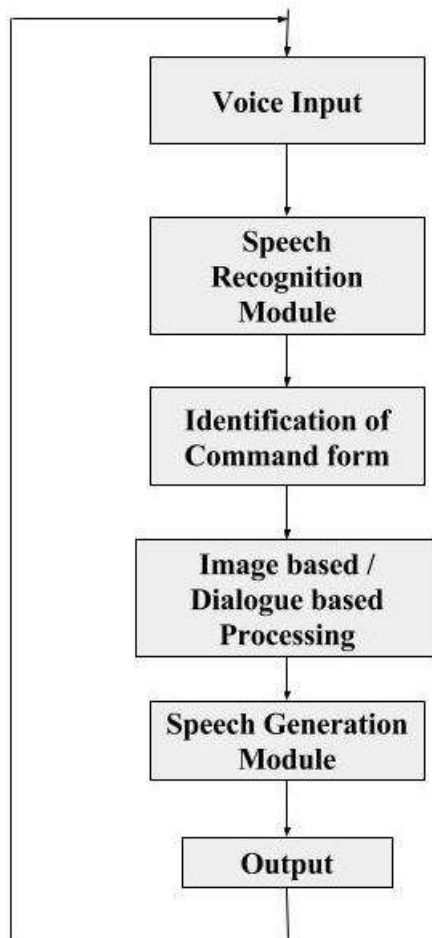 Voice Input
Speech
Recognition
Module
Identification of
Command form
Image based /
Dialogue based
Processing
Speech Generation
Module
Output